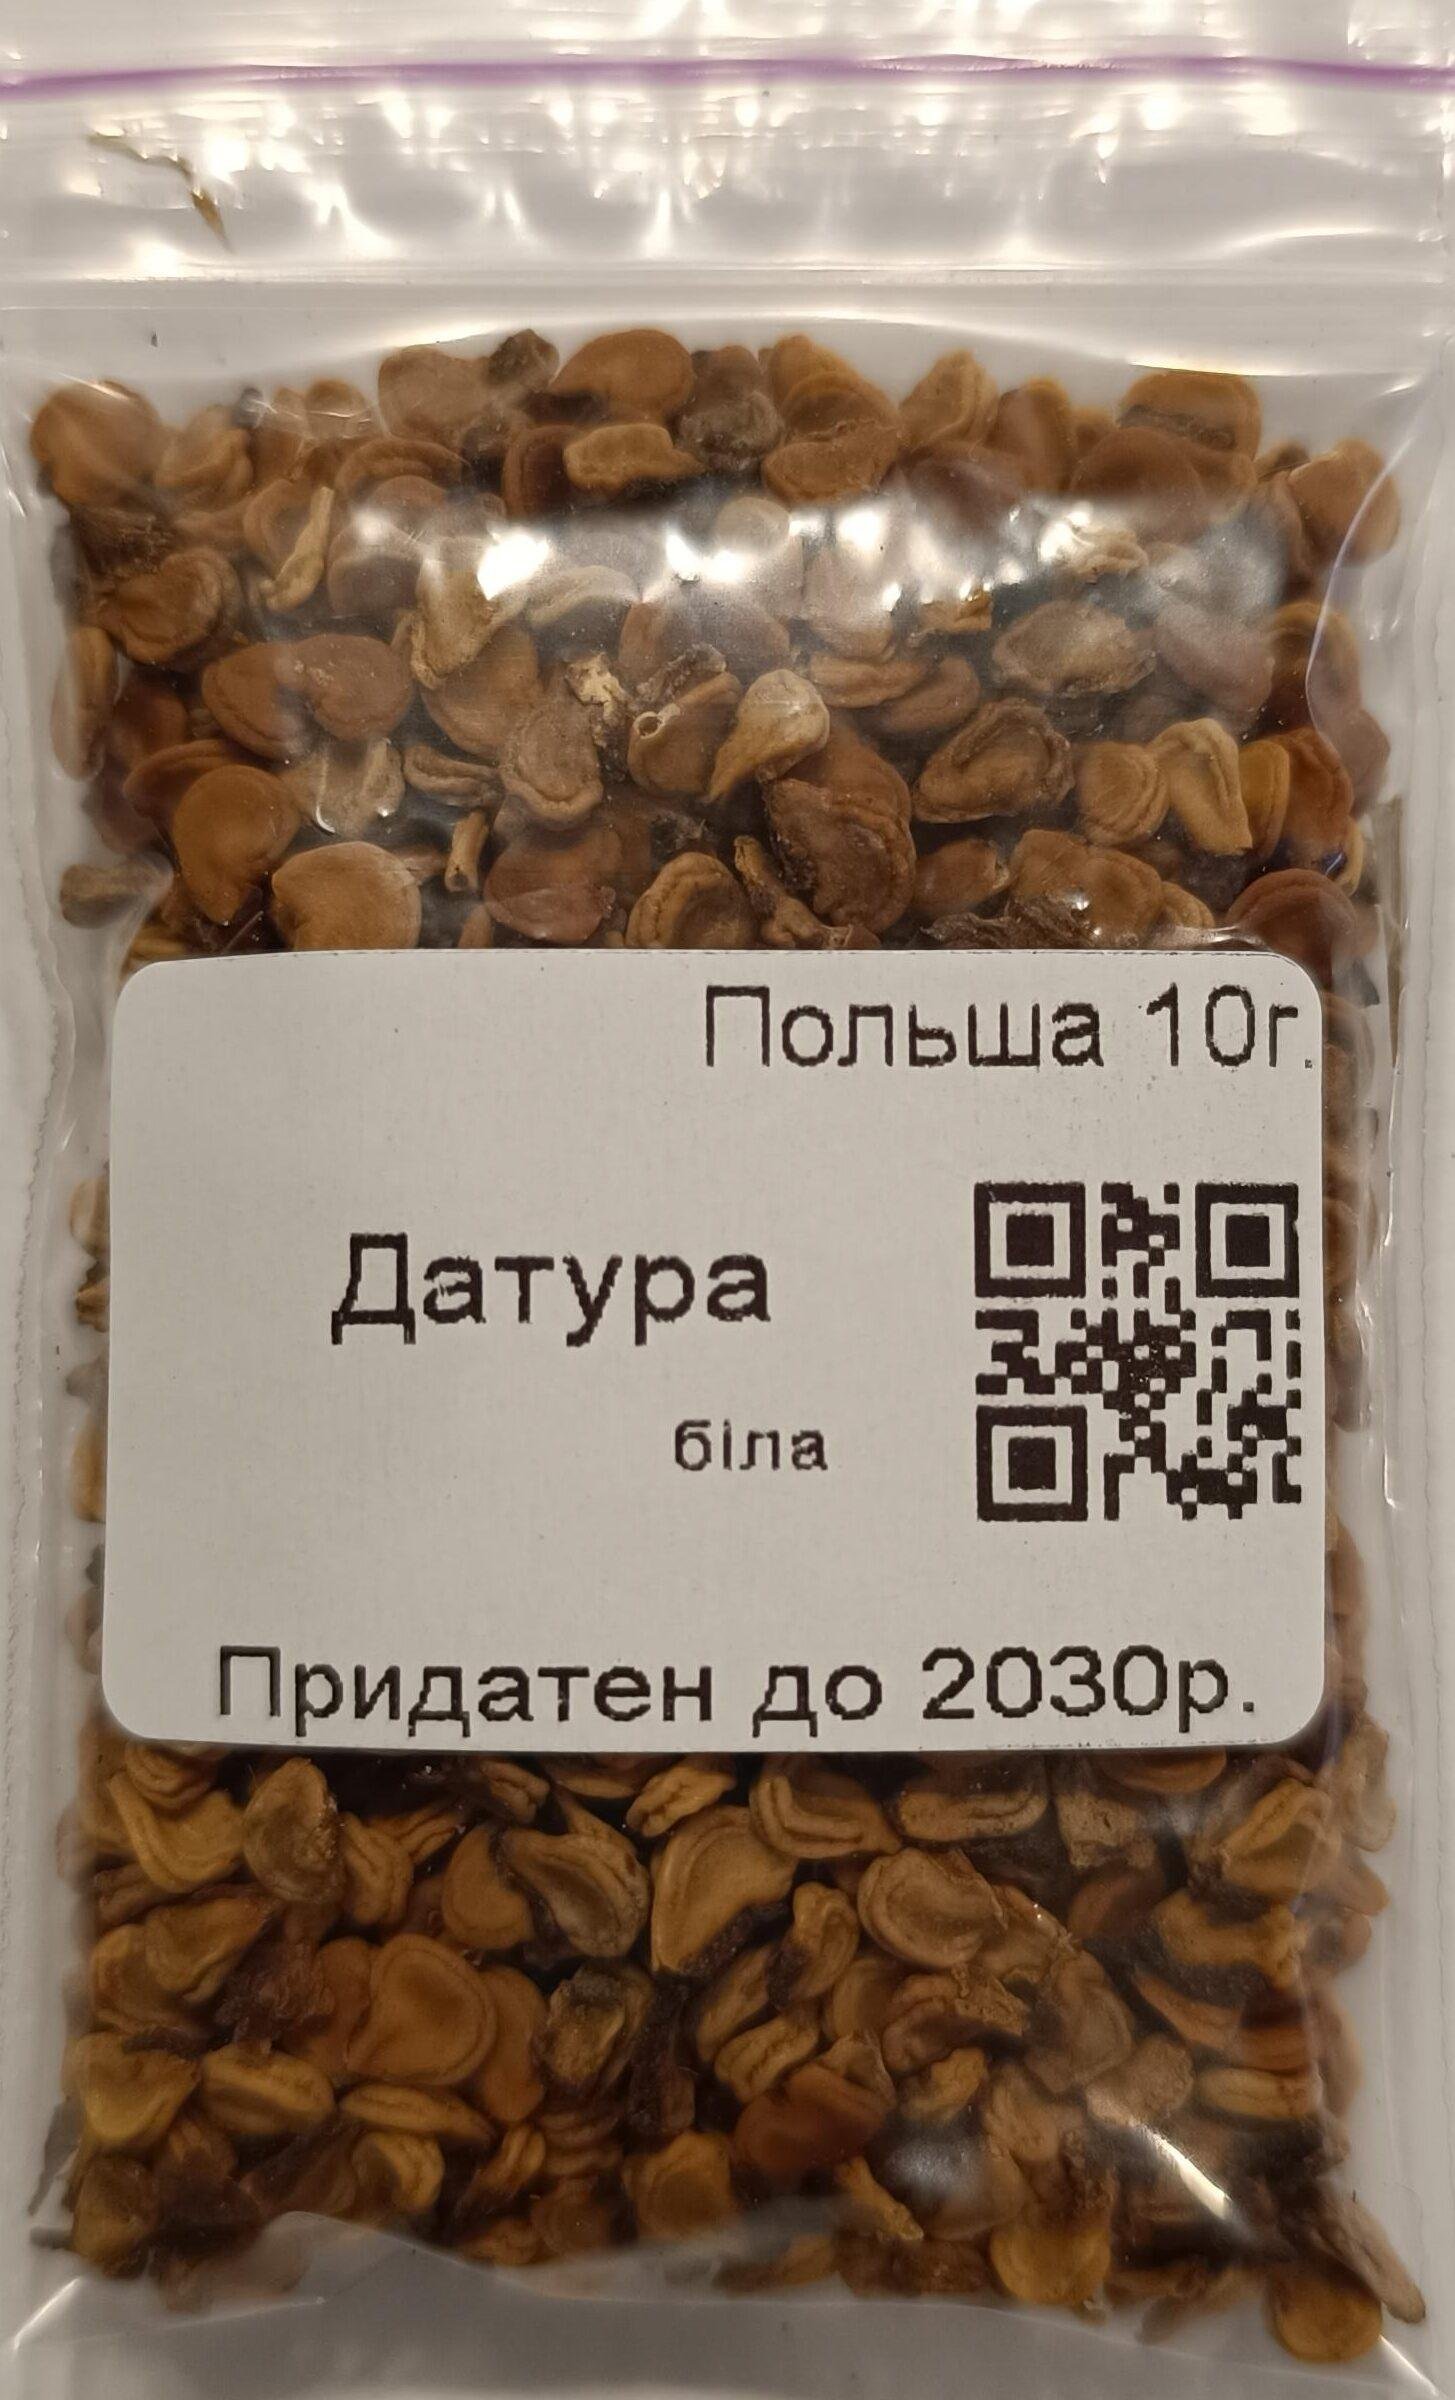 Польша 10г.
Датура
біла
Придатен до 2030р.